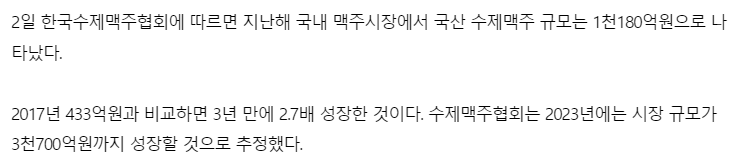 2일 한국수제맥주협회에 따르면 지난해 국내 맥주시장에서 국산 수제맥주 규모는 1천180억원으로 나
타났다.
2017년 433억원과 비교하면 3년 만에 2.7배 성장한 것이다. 수제맥주협회는 2023년에는 시장 규모가
3천700억원까지 성장할 것으로 추정했다.